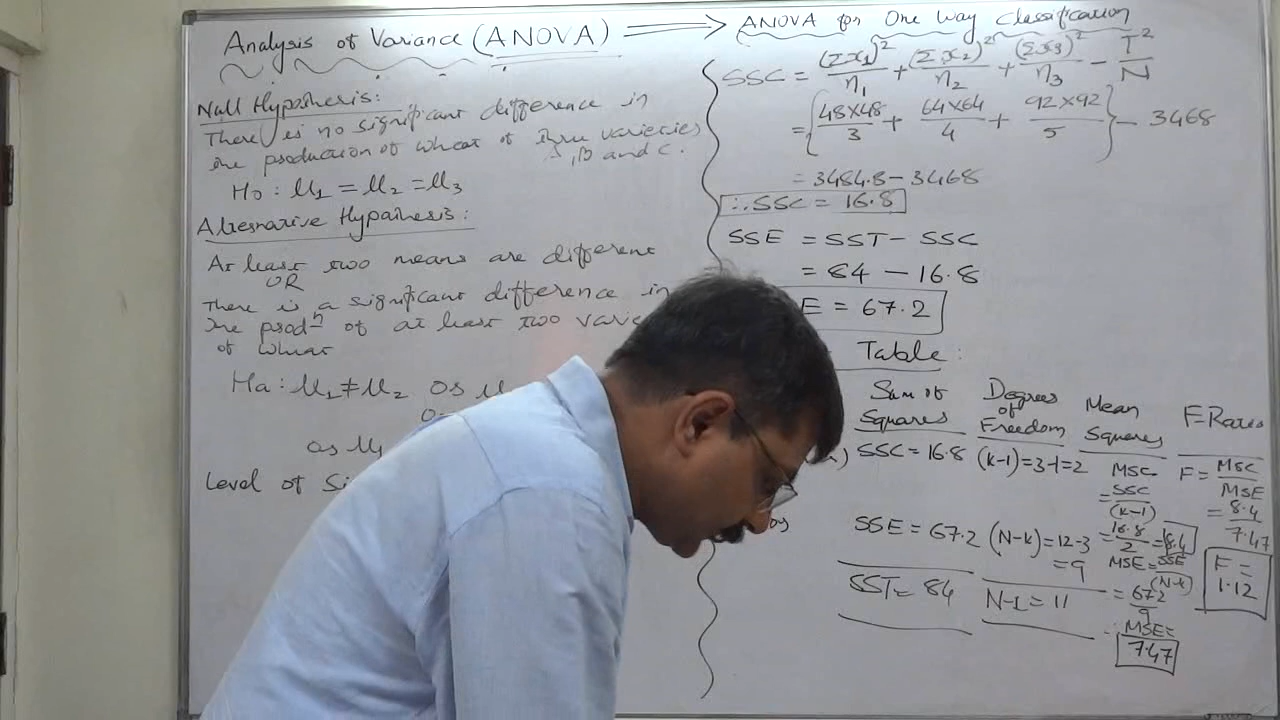 Analysis of Variance (ANOVA) ⟹ ANOVA for One Way Classification
Null Hypothesis:
There is no significant difference in
the production of wheat of three varieties
A, B and C.
H₀ : μ₁ = μ₂ = μ₃
Alternative Hypothesis:
At least two means are different
OR
There is a significant difference in
the prodⁿ of at least two
of wheat
Ha : μ₁ ≠ μ₂ or μ
or μ₁
Level of
SSC = (Σx₁)²/n₁ + (Σx₂)²/n₂ + (Σx₃)²/n₃ - T²/N
= {48×48/3 + 64×64/4 + 92×92/5} - 3468
= 3484.8 - 3468
∴ SSC = 16.8
SSE = SST - SSC
= 84 - 16.8
E = 67.2
Table:
Sum of Squares Degrees of Freedom Mean Squares F-Ratio
SSC = 16.8 (k-1)=3-1=2 MSC = SSC/(k-1) = 16.8/2 = 8.4 F = MSC/MSE = 8.4/7.47
SSE = 67.2 (N-k)=12-3 = 9 MSE = SSE/(N-k) = 67.2/9 F = 1.12
SST = 84 N-1 = 11 ∴ MSE = 7.47